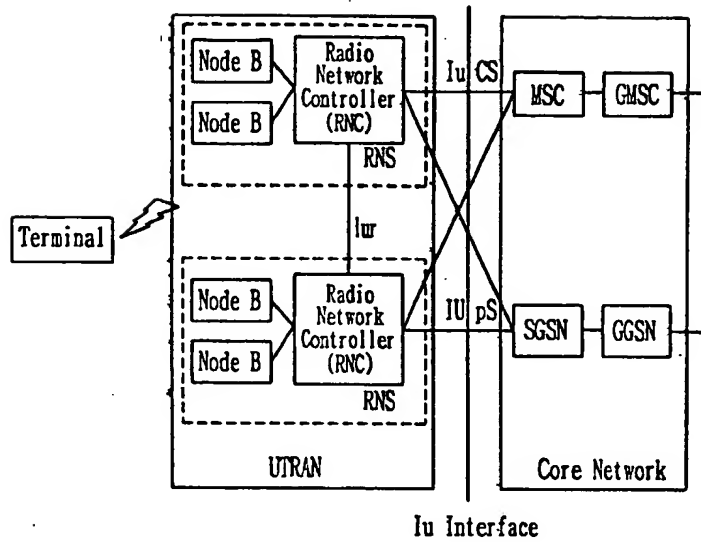 Node B
Node B
Radio
Network
Controller
(RNC)
RNS
Iu CS
MSC
GMSC
Terminal
Iur
Node B
Node B
Radio
Network
Controller
(RNC)
RNS
IU pS
SGSN
GGSN
UTRAN
Core Network
Iu Interface